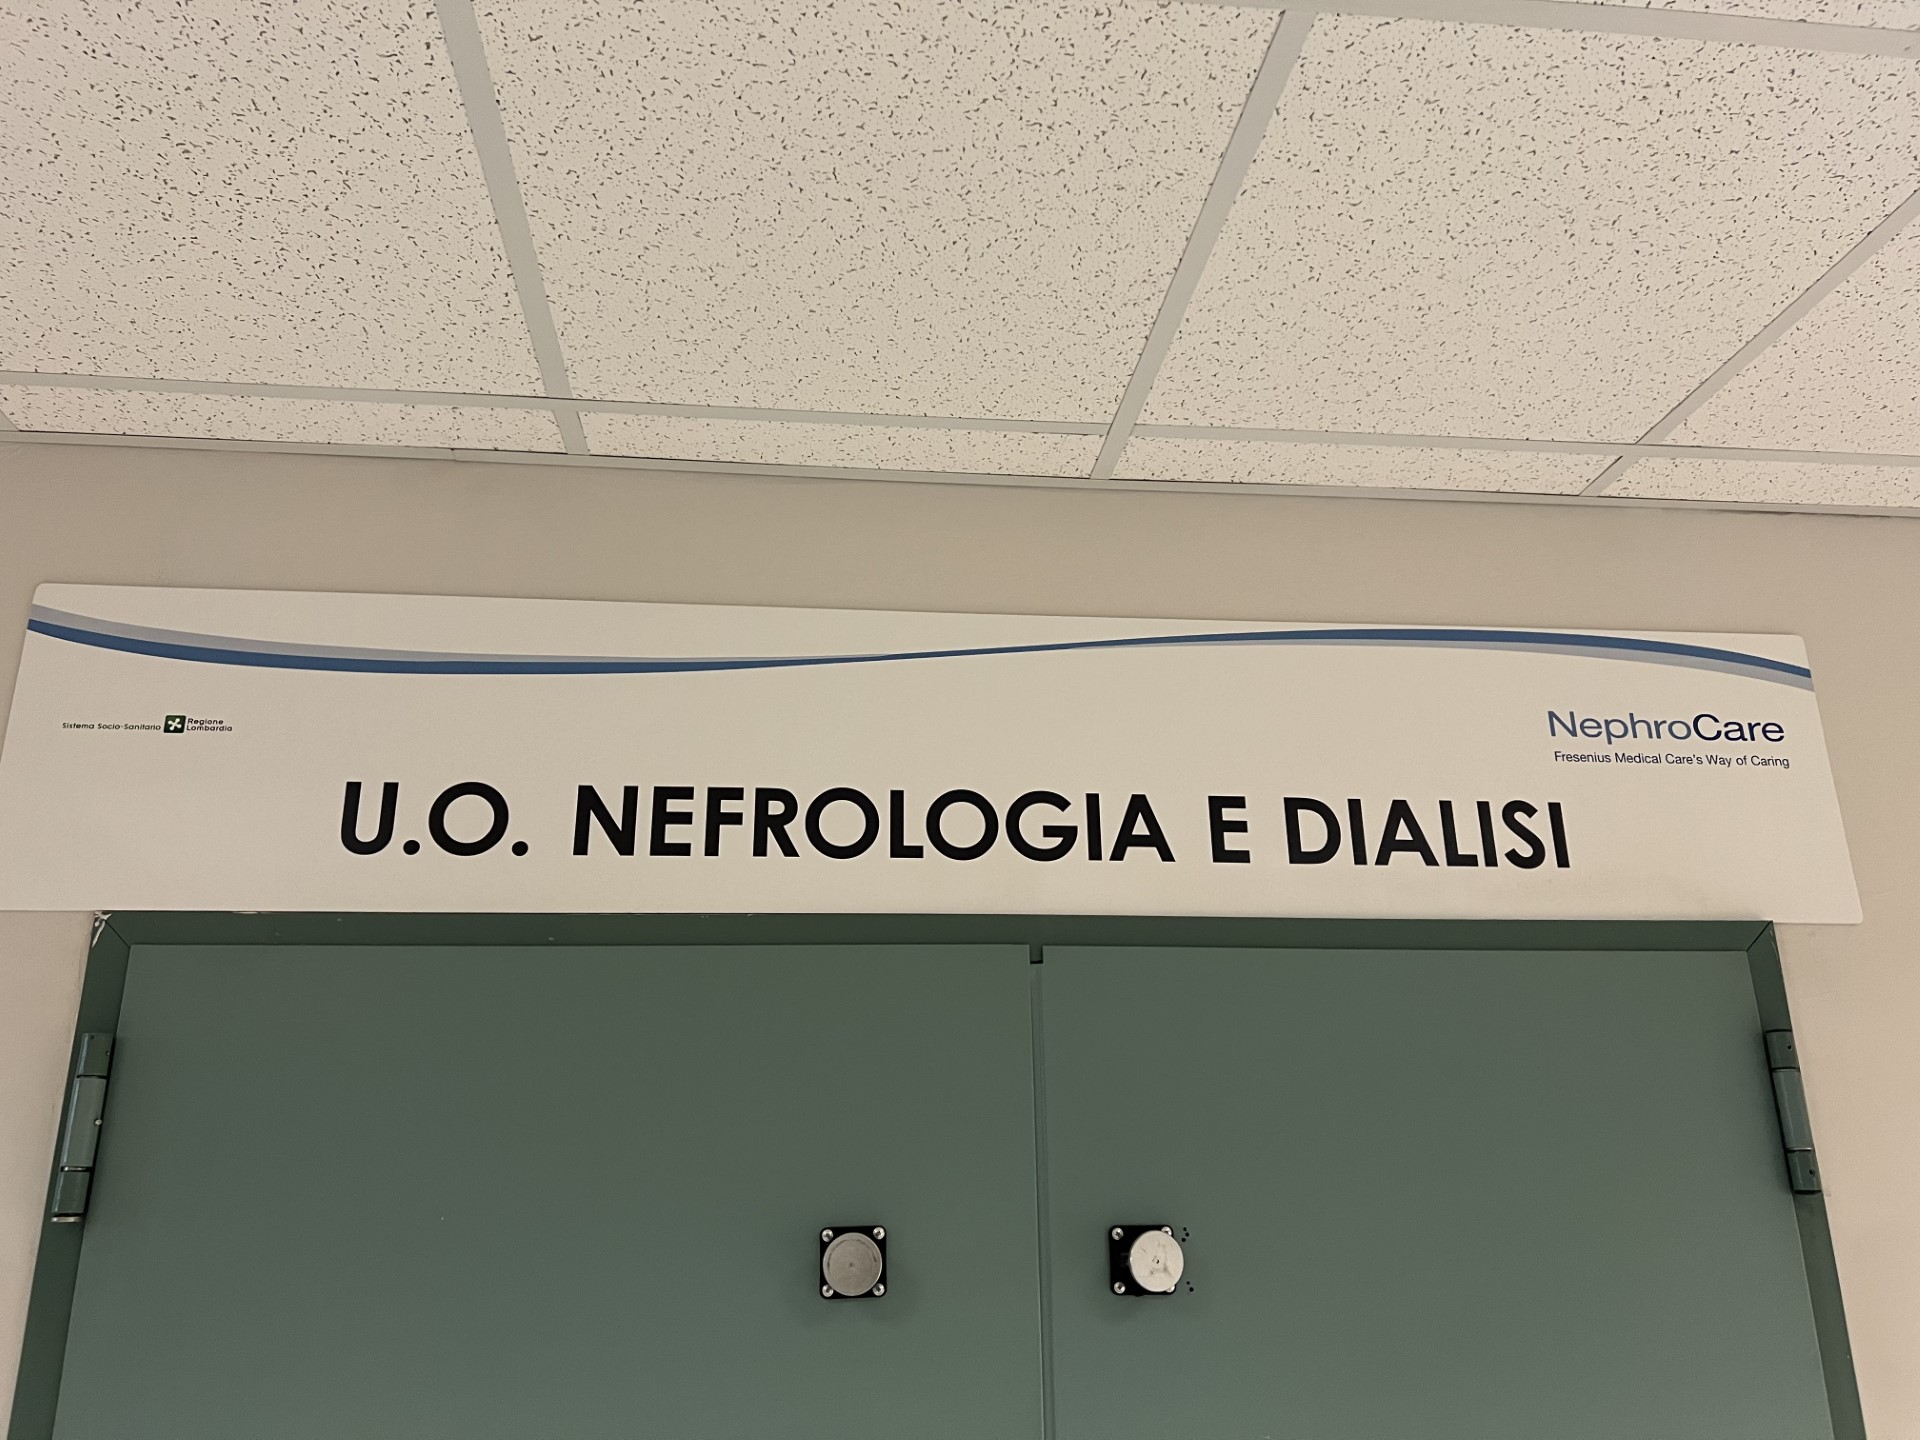 Sistema Socio-Sanitario
Regione
Lombardia
NephroCare
Fresenius Medical Care's Way of Caring
U.O. NEFROLOGIA E DIALISI